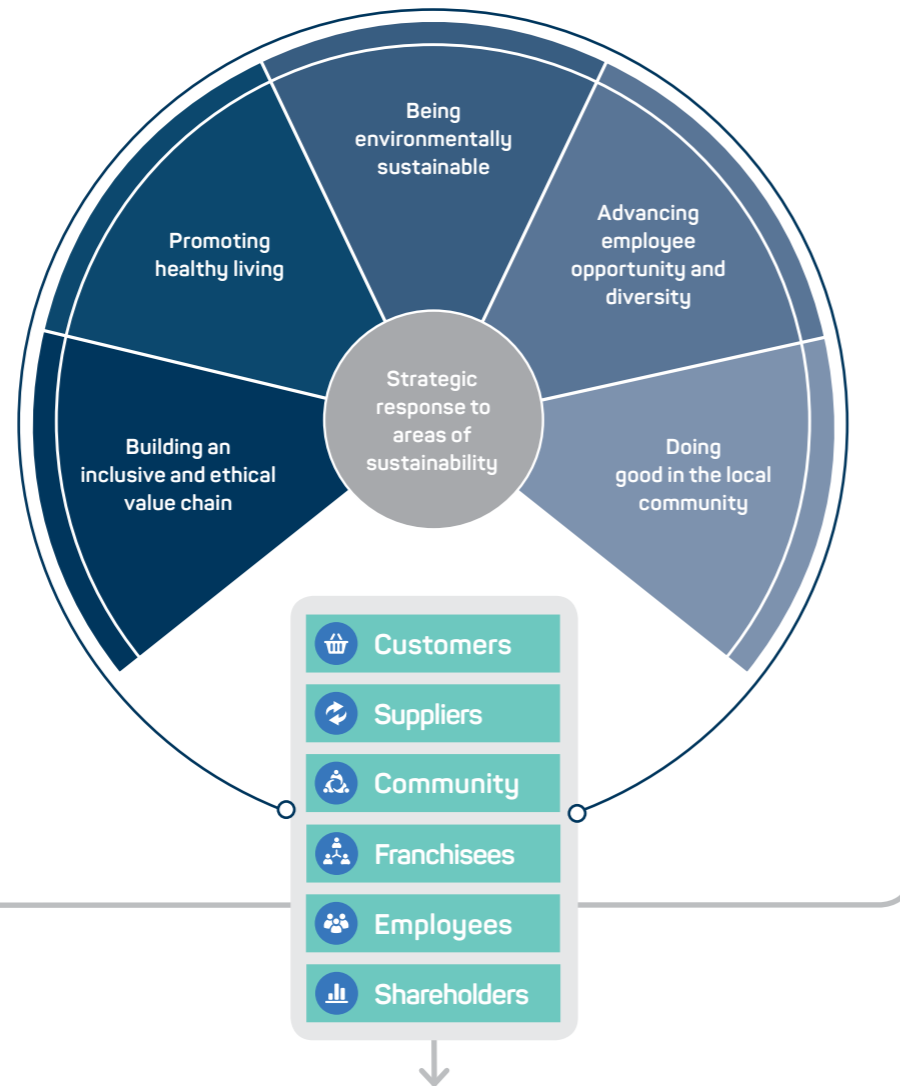 Being
environmentally
sustainable
Promoting
healthy living
Advancing
employee
opportunity and
diversity
Building an
inclusive and ethical
value chain
Strategic
response to
areas of
sustainability
Doing
good in the local
community
Customers
Suppliers
Community
Franchisees
Employees
Shareholders